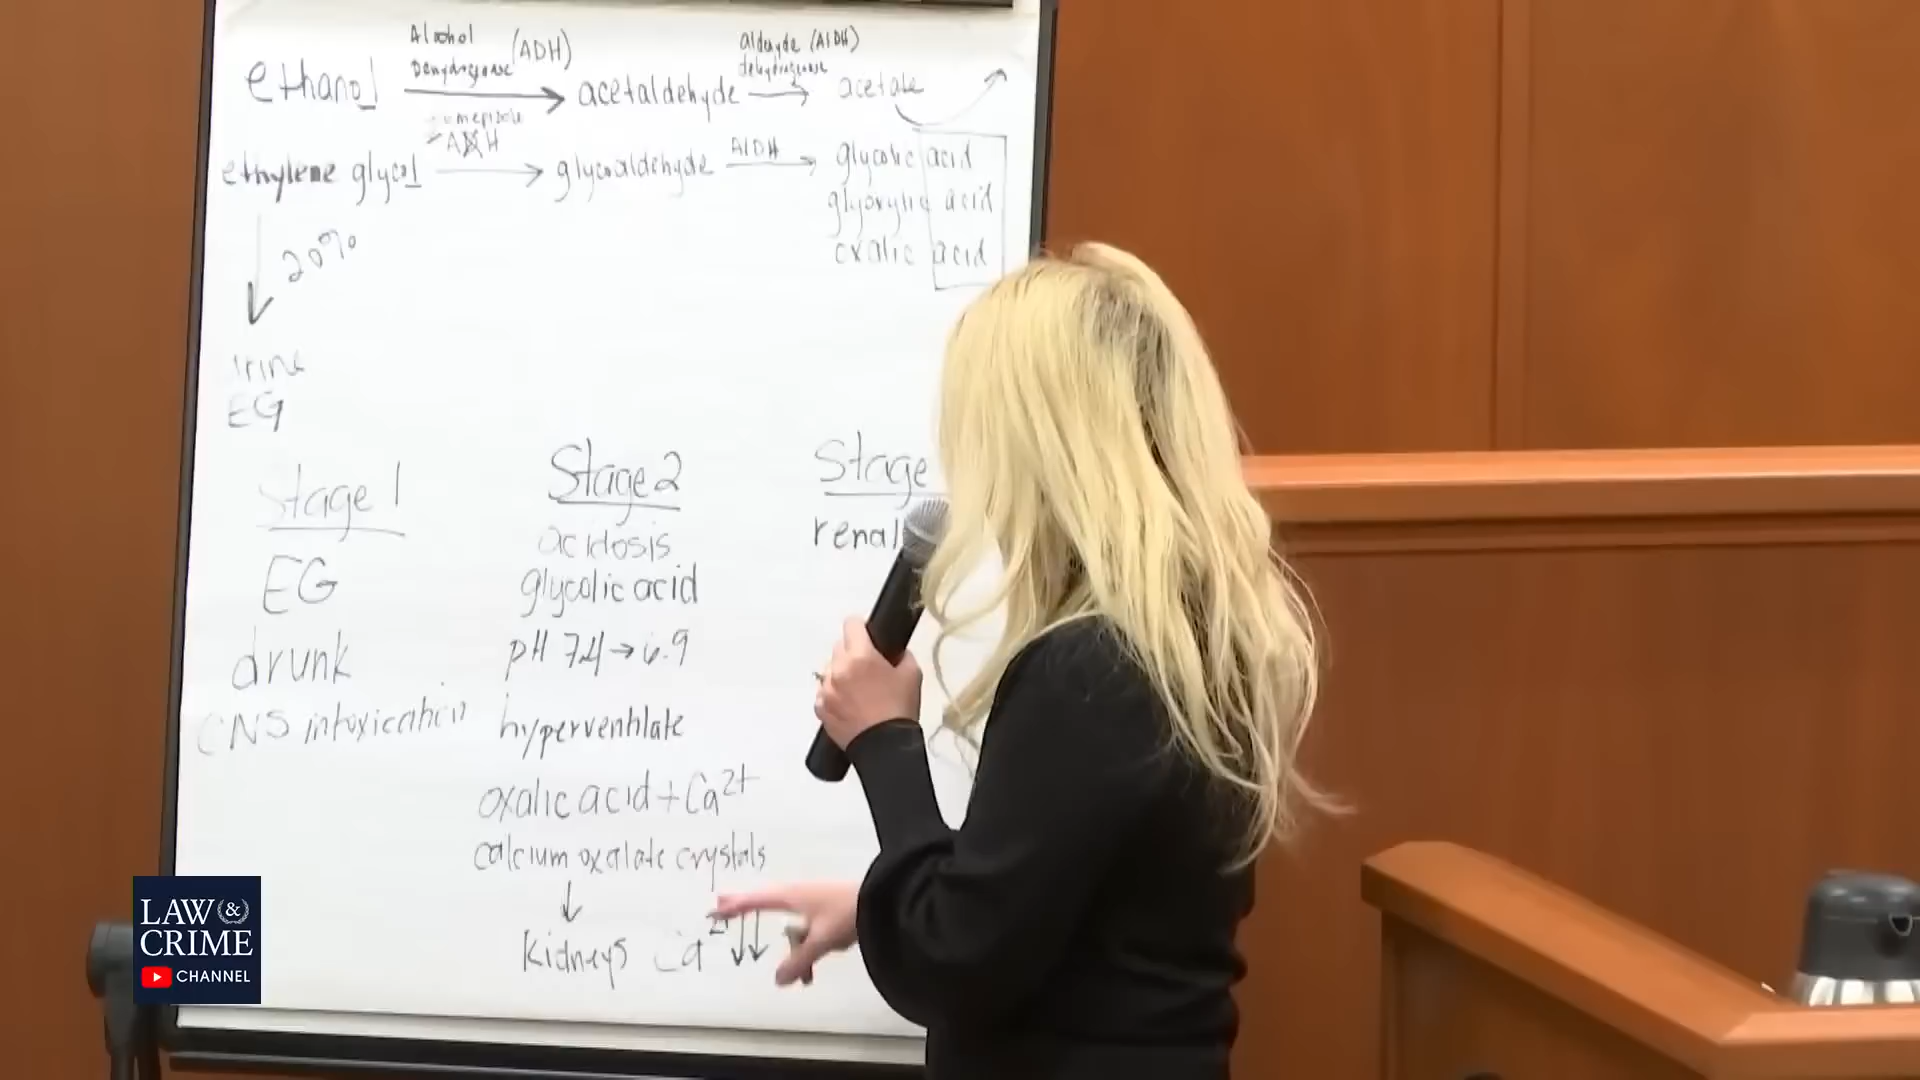 Alcohol
Dehydrogenase (ADH)
aldehyde (AlDH)
dehydrogenase
ethanol
acetaldehyde
acetate
ADH
AlDH
ethylene glycol
glycoaldehyde
glycolic acid
glyoxylic acid
oxalic acid
20%
urine
EG
Stage 1
EG
drunk
CNS intoxication
Stage 2
acidosis
glycolic acid
pH 7.4 → 6.9
hyperventilate
oxalic acid + Ca2+
calcium oxalate crystals
↓
kidneys Ca2+ ↓↓
Stage
renal
LAW & CRIME
CHANNEL